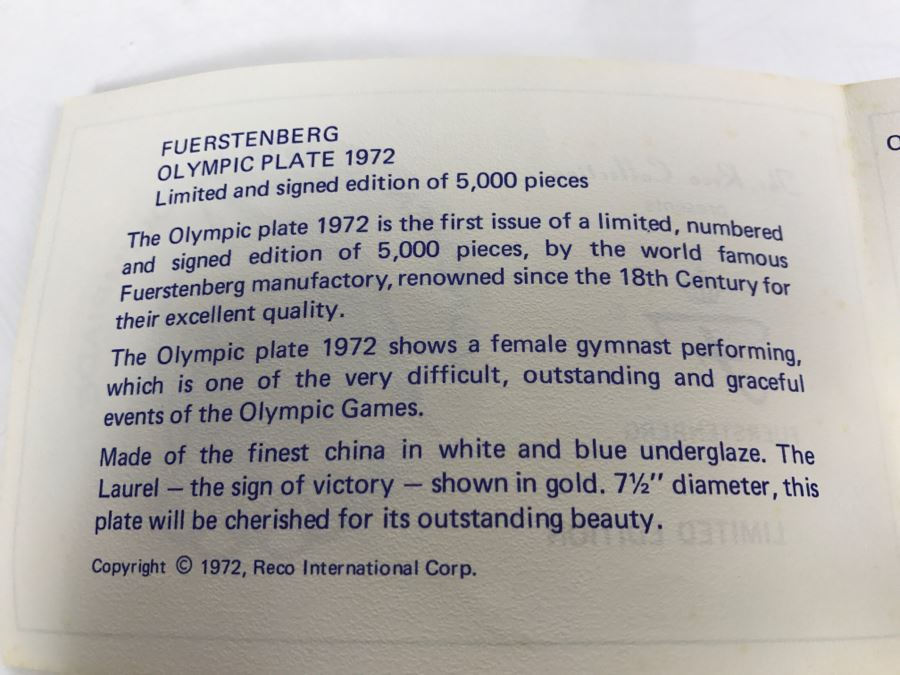 FUERSTENBERG
OLYMPIC PLATE 1972
Limited and signed edition of 5,000 pieces
The Olympic plate 1972 is the first issue of a limited, numbered
and signed edition of 5,000 pieces, by the world famous
Fuerstenberg manufactory, renowned since the 18th Century for
their excellent quality.
The Olympic plate 1972 shows a female gymnast performing,
which is one of the very difficult, outstanding and graceful
events of the Olympic Games.
Made of the finest china in white and blue underglaze. The
Laurel — the sign of victory — shown in gold. 7½" diameter, this
plate will be cherished for its outstanding beauty.
Copyright © 1972, Reco International Corp.